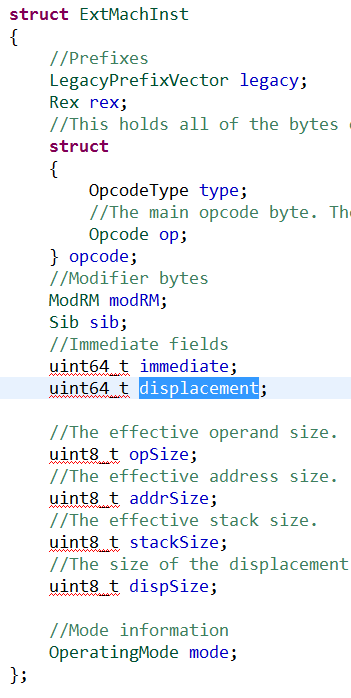 struct ExtMachInst
{
//Prefixes
LegacyPrefixVector legacy;
Rex rex;
//This holds all of the bytes
struct
{
OpcodeType type;
//The main opcode byte. The
Opcode op;
} opcode;
//Modifier bytes
ModRM modRM;
Sib sib;
//Immediate fields
uint64_t immediate;
uint64_t displacement;
//The effective operand size.
uint8_t opSize;
//The effective address size.
uint8_t addrSize;
//The effective stack size.
uint8_t stackSize;
//The size of the displacement
uint8_t dispSize;
//Mode information
OperatingMode mode;
};